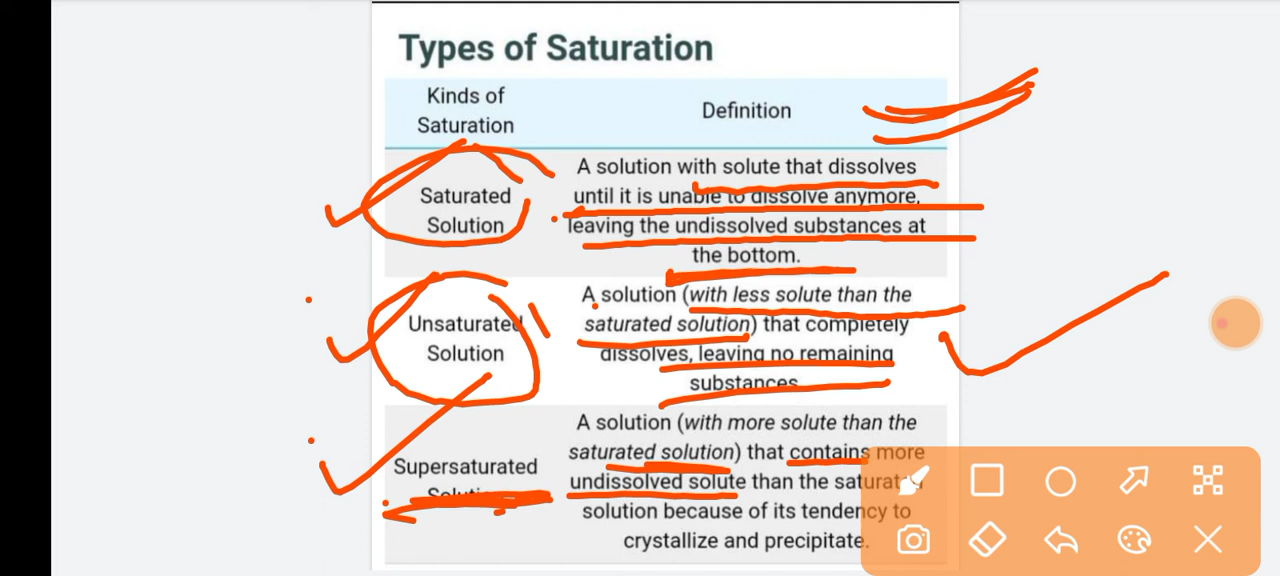 Types of Saturation
Kinds of
Saturation
Definition
Saturated
Solution
A solution with solute that dissolves
until it is unable to dissolve anymore,
leaving the undissolved substances at
the bottom.
Unsaturated
Solution
A solution (with less solute than the
saturated solution) that completely
dissolves, leaving no remaining
substances
Supersaturated
Solution
A solution (with more solute than the
saturated solution) that contains more
undissolved solute than the saturated
solution because of its tendency to
crystallize and precipitate.